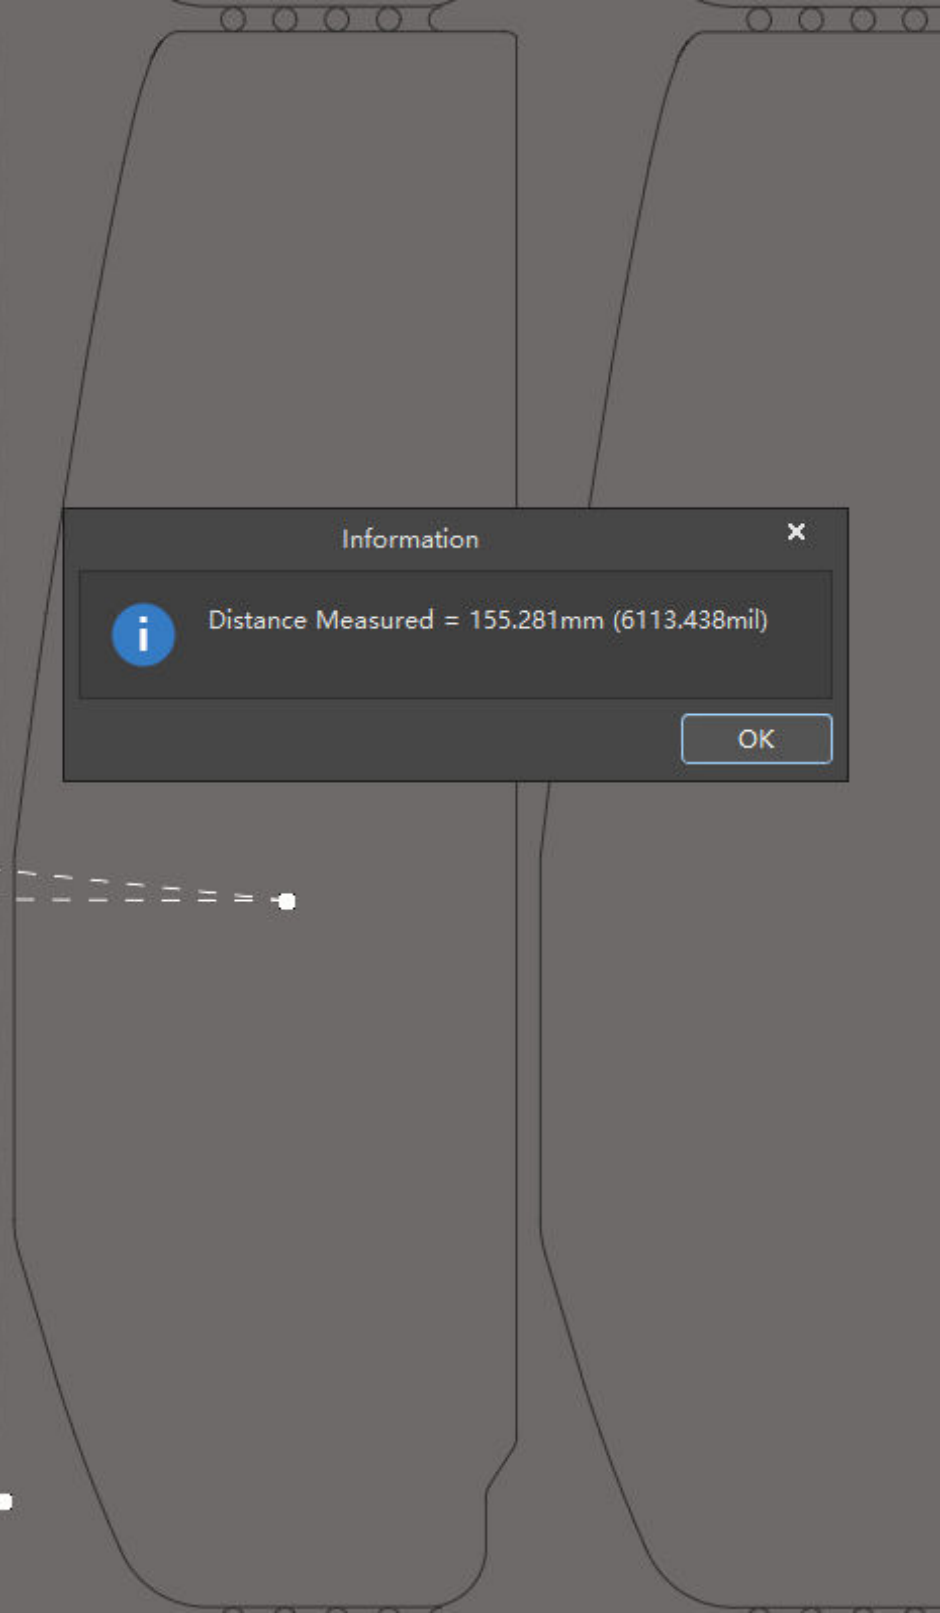 Information
Distance Measured = 155.281mm (6113.438mil)
OK